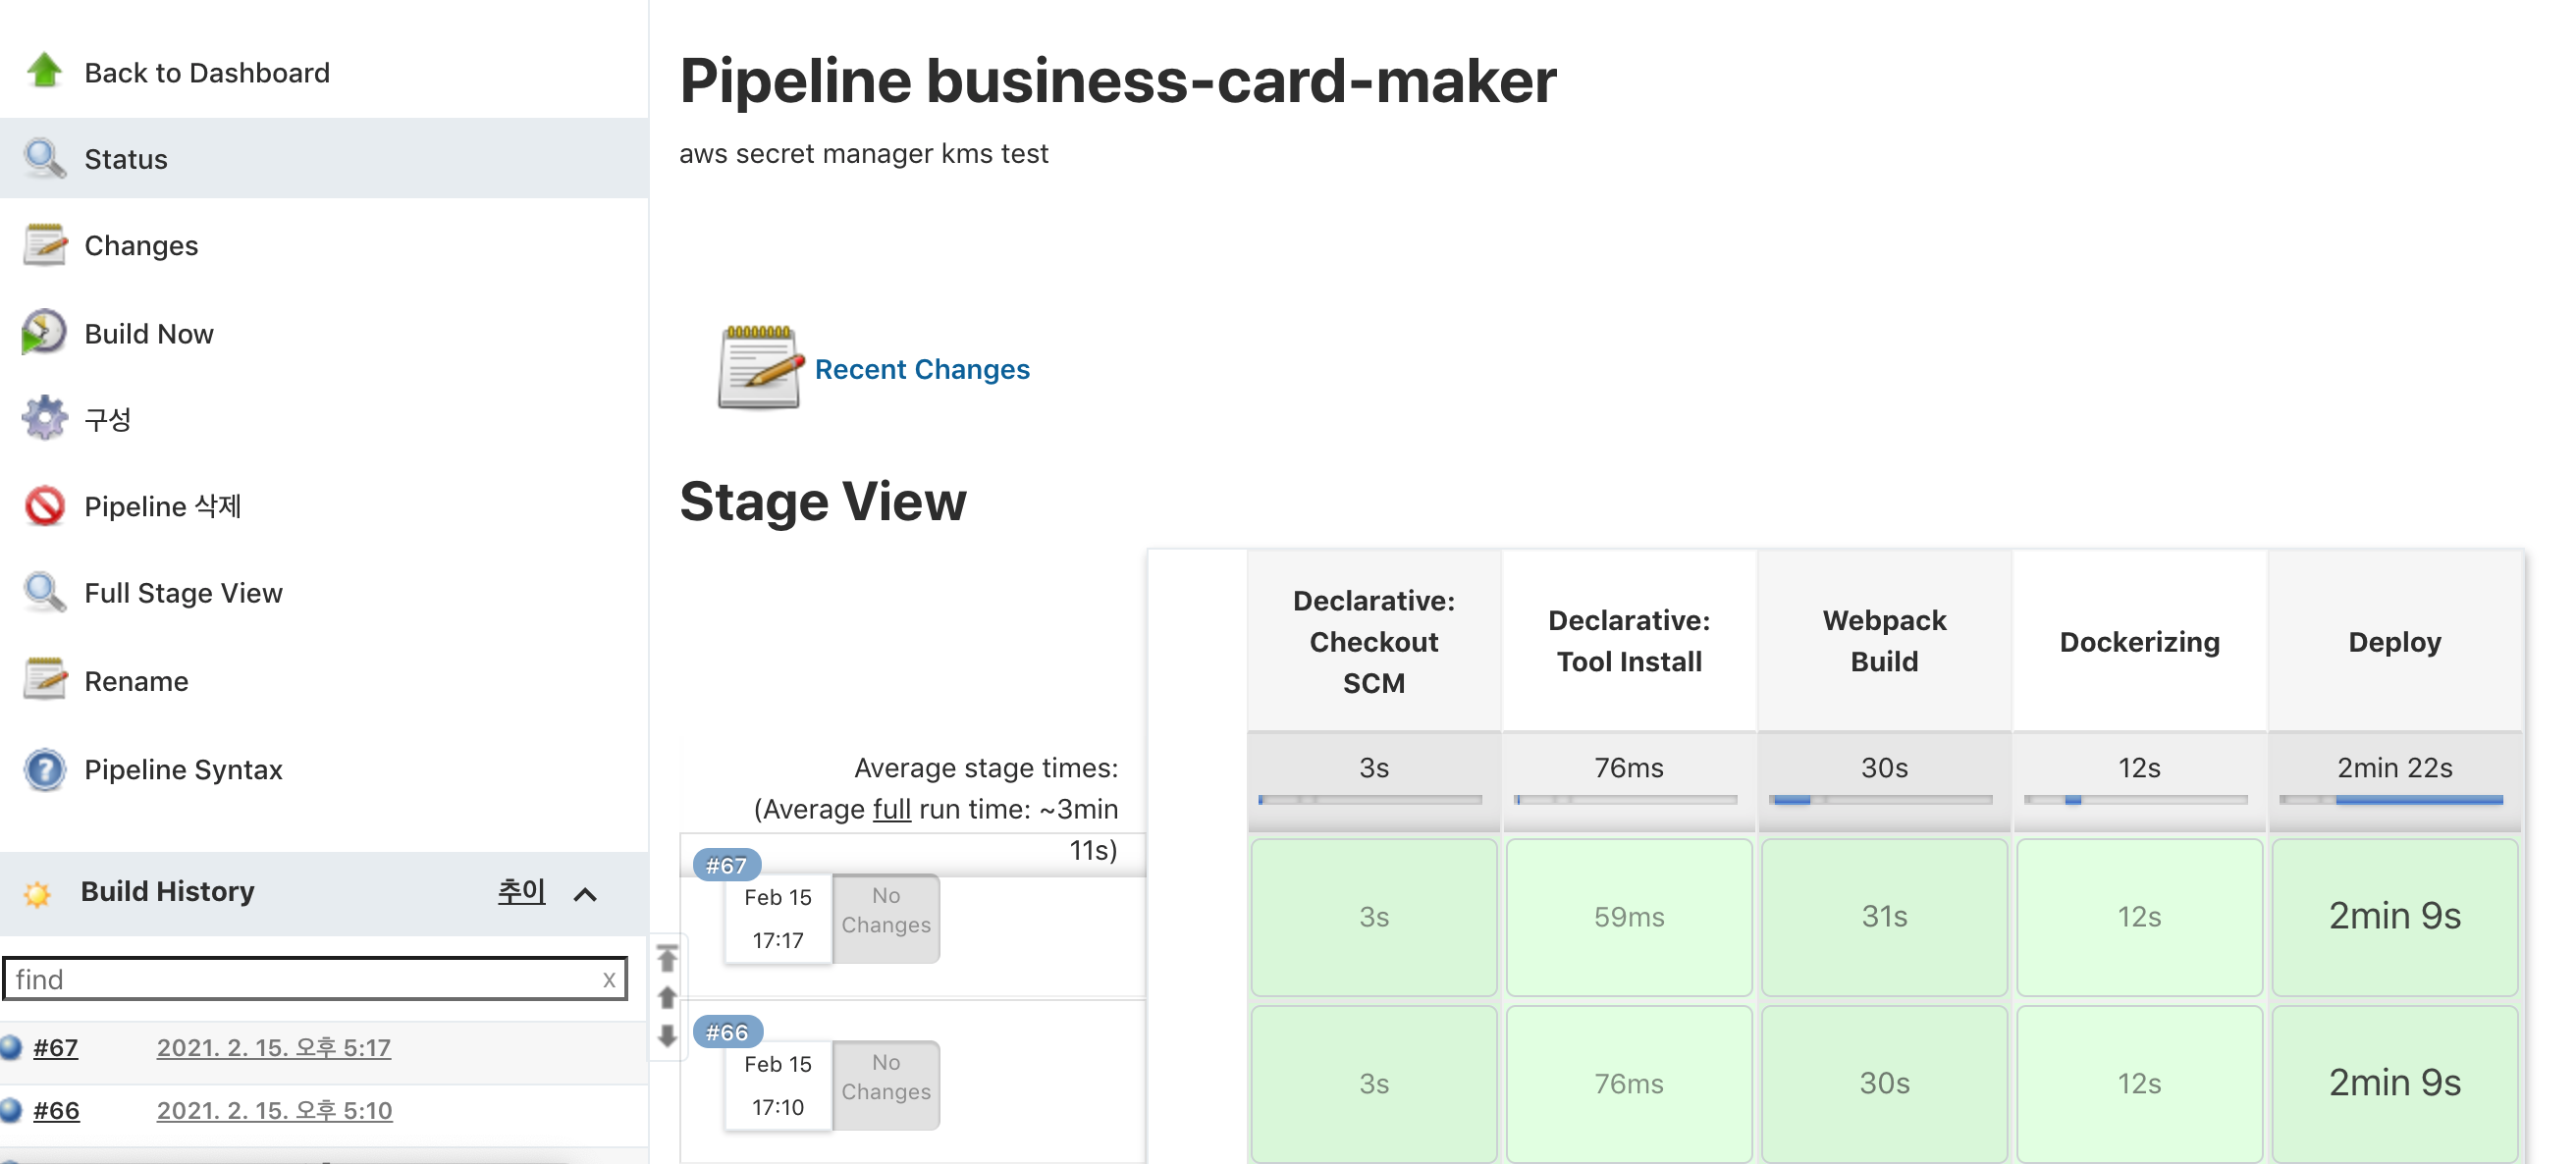 Back to Dashboard
Status
Changes
Build Now
구성
Pipeline 삭제
Full Stage View
Rename
Pipeline Syntax
Build History 추이
find x
#67 2021. 2. 15. 오후 5:17
#66 2021. 2. 15. 오후 5:10
Pipeline business-card-maker
aws secret manager kms test
Recent Changes
Stage View
Declarative:
Checkout
SCM
Declarative:
Tool Install
Webpack
Build
Dockerizing
Deploy
Average stage times:
(Average full run time: ~3min
11s)
3s 76ms 30s 12s 2min 22s
#67
Feb 15
17:17
No
Changes
3s 59ms 31s 12s 2min 9s
#66
Feb 15
17:10
No
Changes
3s 76ms 30s 12s 2min 9s